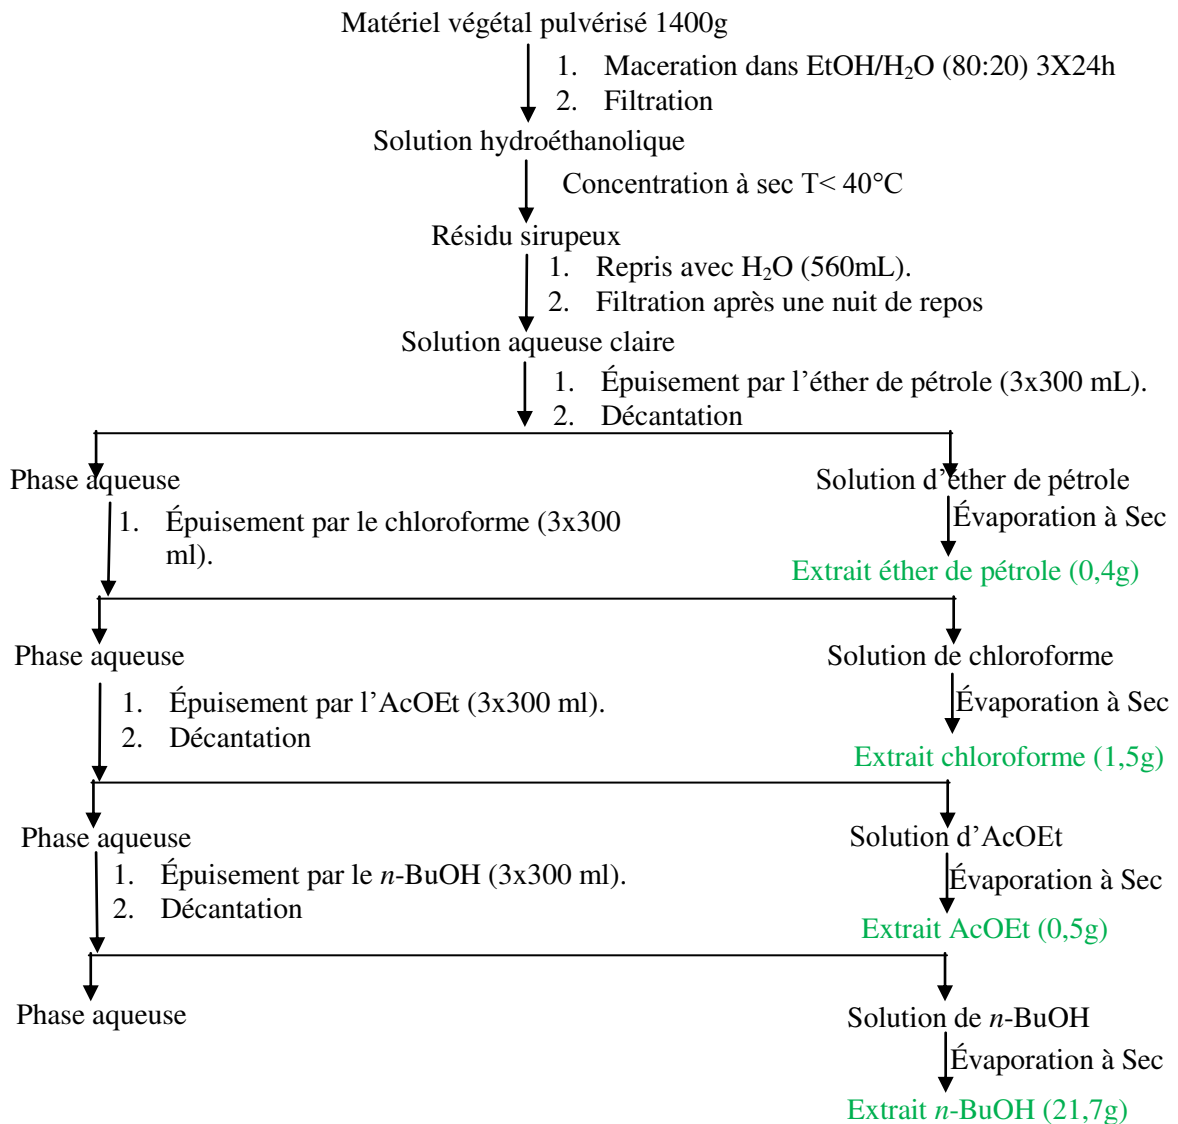 Matériel végétal pulvérisé 1400g
1. Maceration dans EtOH/H₂O (80:20) 3X24h
2. Filtration
Solution hydroéthanolique
Concentration à sec T< 40°C
Résidu sirupeux
1. Repris avec H₂O (560mL).
2. Filtration après une nuit de repos
Solution aqueuse claire
1. Épuisement par l’éther de pétrole (3x300 mL).
2. Décantation
Phase aqueuse
Solution d’éther de pétrole
1. Épuisement par le chloroforme (3x300
ml).
Évaporation à Sec
Extrait éther de pétrole (0,4g)
Phase aqueuse
Solution de chloroforme
1. Épuisement par l’AcOEt (3x300 ml).
2. Décantation
Évaporation à Sec
Extrait chloroforme (1,5g)
Phase aqueuse
Solution d’AcOEt
1. Épuisement par le n-BuOH (3x300 ml).
2. Décantation
Évaporation à Sec
Extrait AcOEt (0,5g)
Phase aqueuse
Solution de n-BuOH
Évaporation à Sec
Extrait n-BuOH (21,7g)